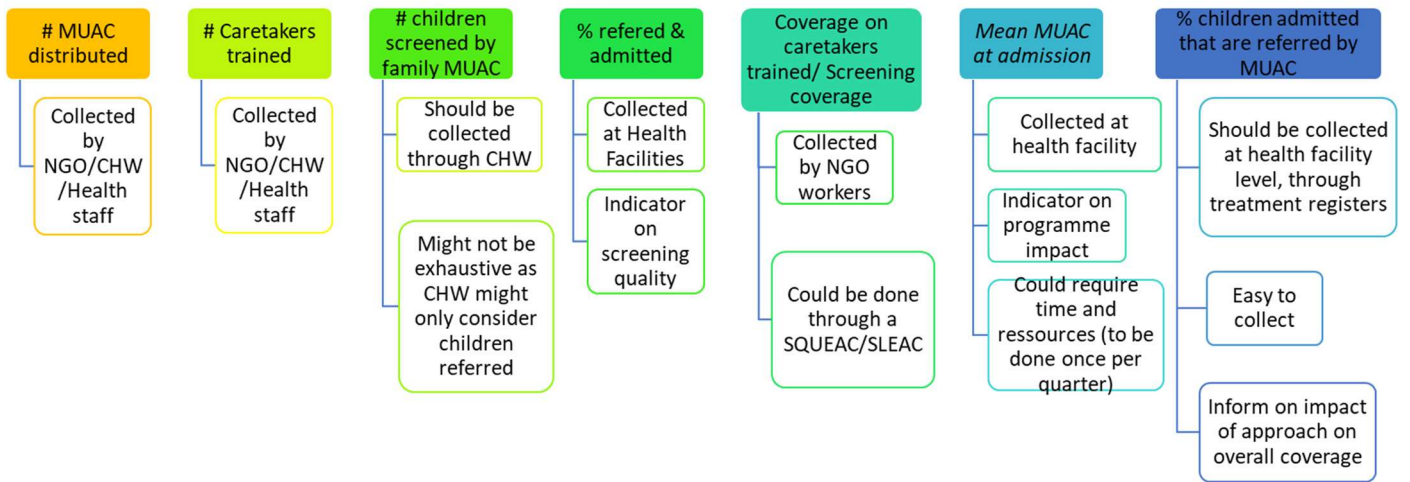 # MUAC
distributed
Collected
by
NGO/CHW
/Health
staff
# Caretakers
trained
Collected by
NGO/CHW
/Health
staff
# children
screened by
family MUAC
Should be
collected
through CHW
Might not be
exhaustive as
CHW might
only consider
children
referred
% refered &
admitted
Collected
at Health
Facilities
Indicator
on
screening
quality
Coverage on
caretakers
trained/ Screening
coverage
Collected
by NGO
workers
Could be done
through a
SQUEAC/SLEAC
Mean MUAC
at admission
Collected at
health facility
Indicator on
programme
impact
Could require
time and
ressources (to be
done once per
quarter)
% children admitted
that are referred by
MUAC
Should be collected
at health facility
level, through
treatment registers
Easy to
collect
Inform on impact
of approach on
overall coverage